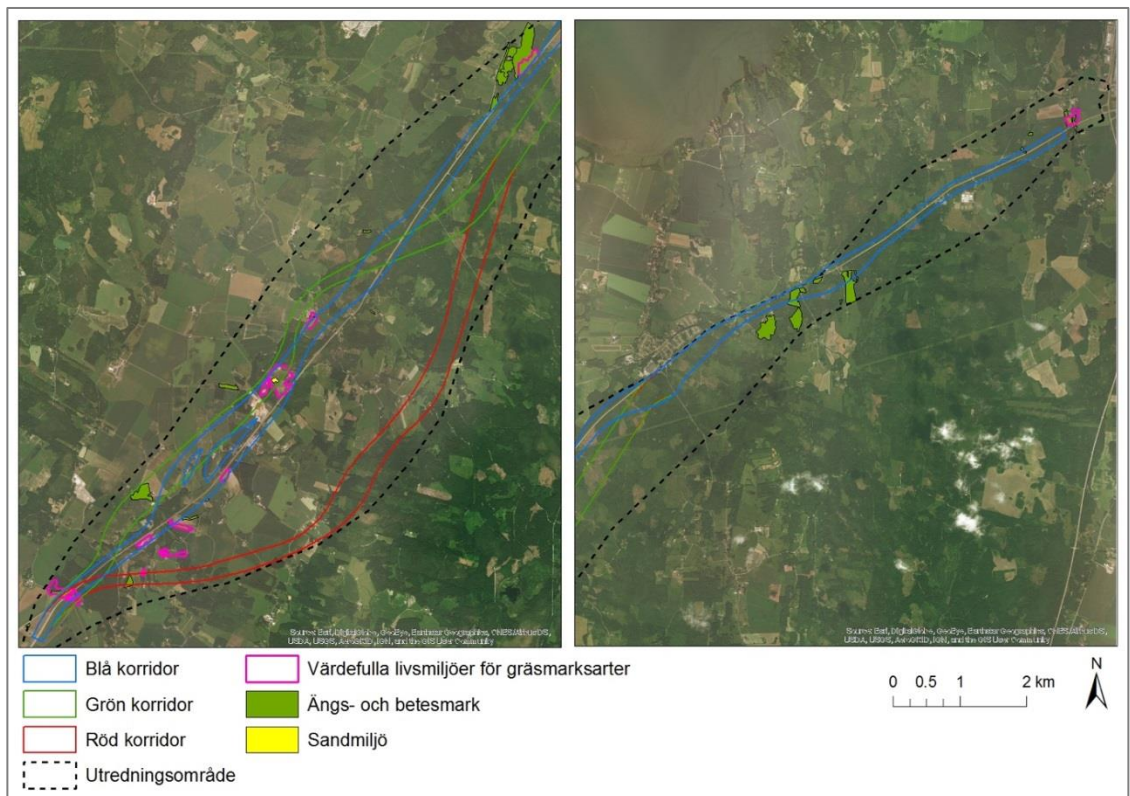 Blå korridor
Grön korridor
Röd korridor
Utredningsområde
Värdefulla livsmiljöer för gräsmarksarter
Ängs- och betesmark
Sandmiljö
0 0.5 1 2 km
N